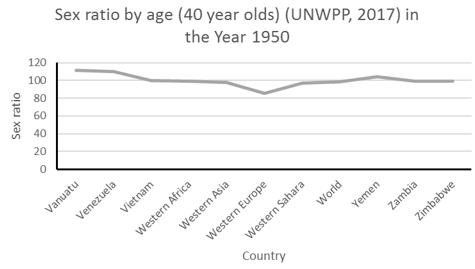 Sex ratio by age (40 year olds) (UNWPP, 2017) in
the Year 1950
120
100
80
60
40
20
0
Sex ratio
Vanuatu
Venezuela
Vietnam
Western Africa
Western Asia
Western Europe
Western Sahara
World
Yemen
Zambia
Zimbabwe
Country